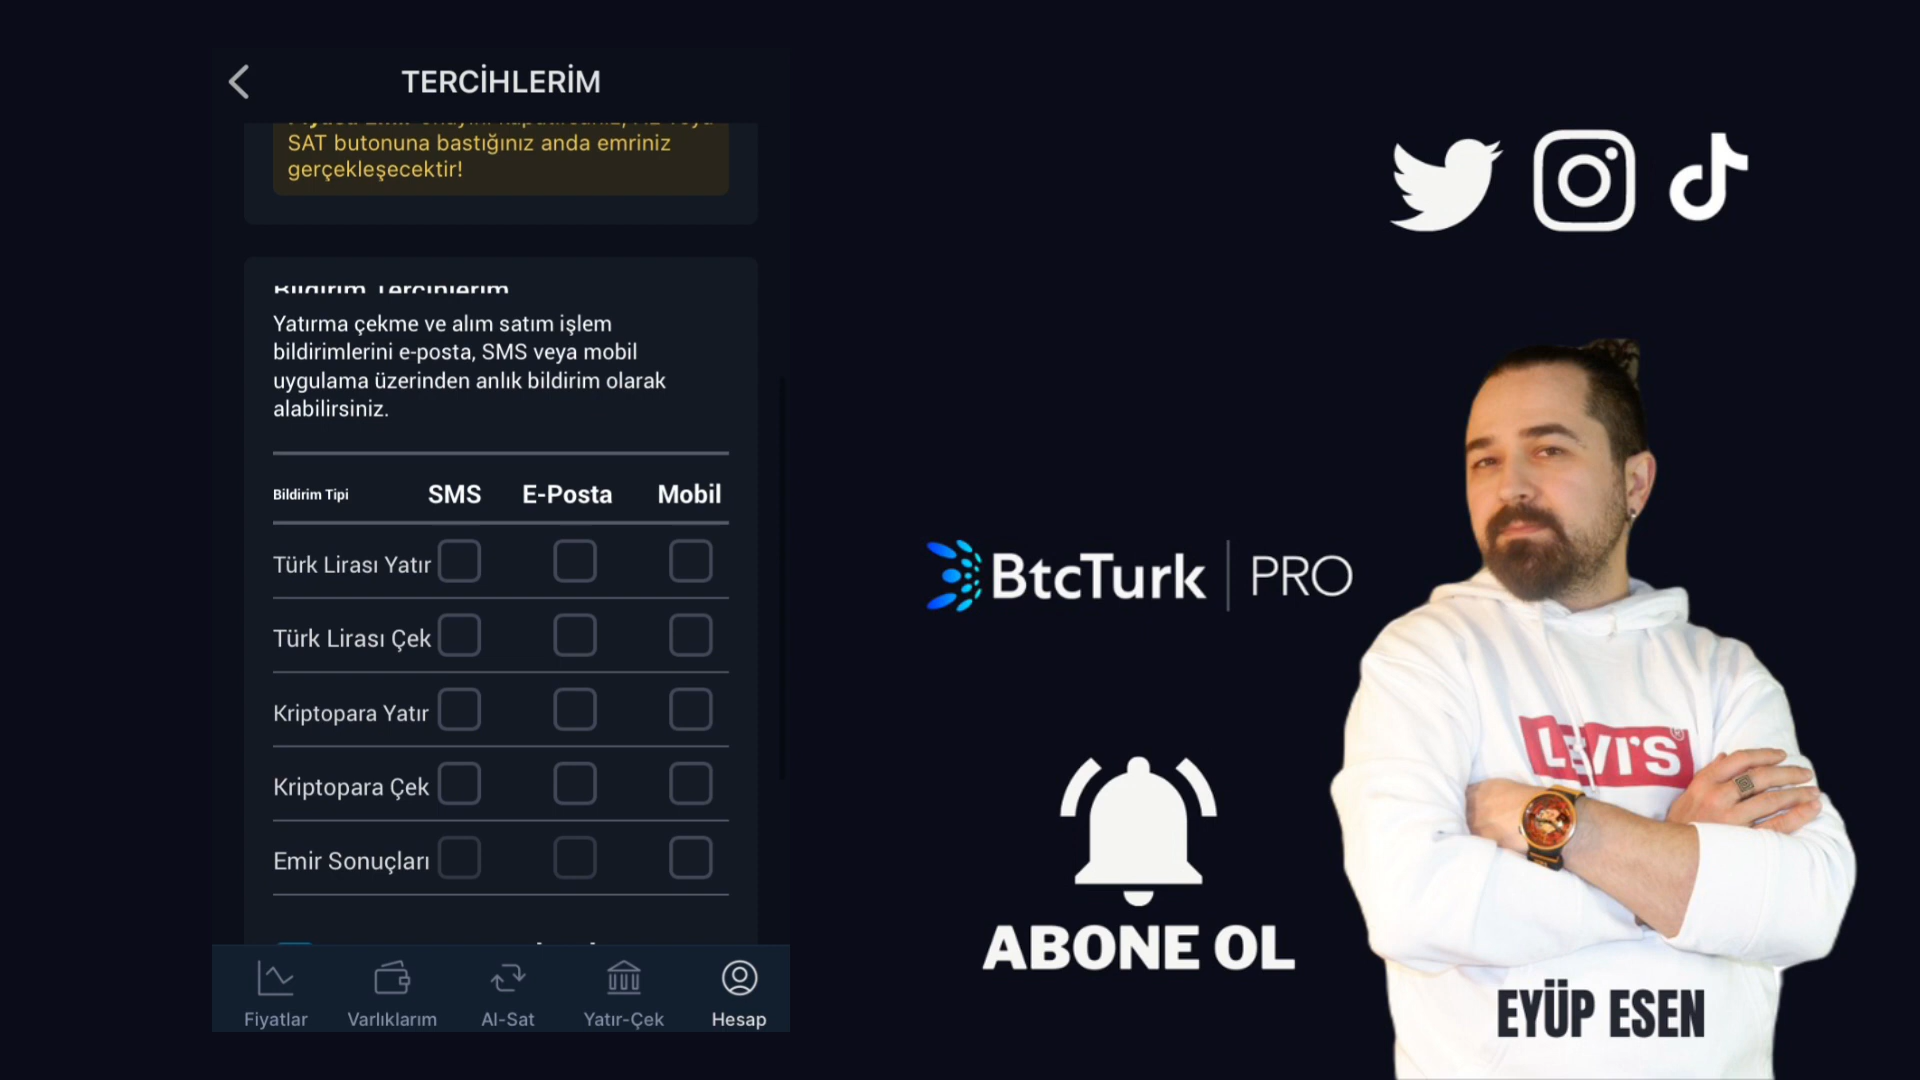 TERCİHLERİM
SAT butonuna bastığınız anda emriniz
gerçekleşecektir!
Bildirim Tercihlerim
Yatırma çekme ve alım satım işlem
bildirimlerini e-posta, SMS veya mobil
uygulama üzerinden anlık bildirim olarak
alabilirsiniz.
Bildirim Tipi SMS E-Posta Mobil
Türk Lirası Yatır
Türk Lirası Çek
Kriptopara Yatır
Kriptopara Çek
Emir Sonuçları
Fiyatlar Varlıklarım Al-Sat Yatır-Çek Hesap
BtcTurk | PRO
ABONE OL
LEVI'S
EYÜP ESEN